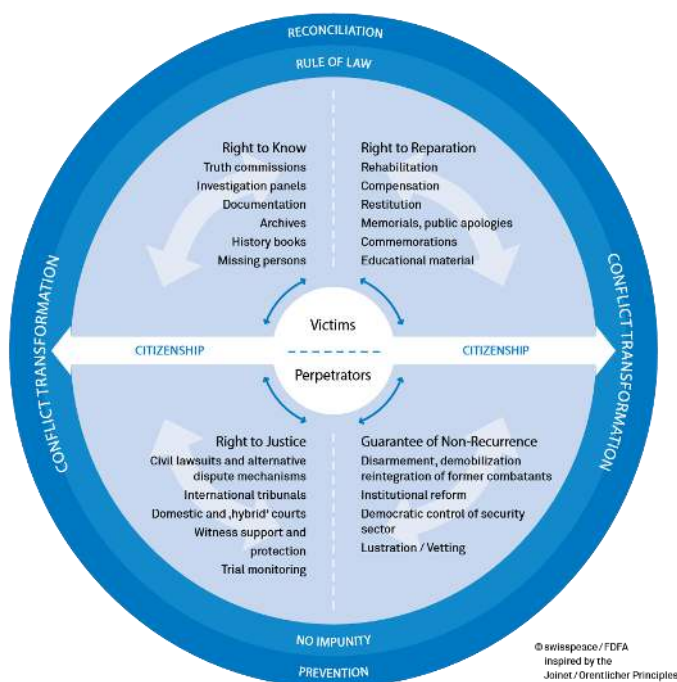 RECONCILIATION
RULE OF LAW
Right to Know
Truth commissions
Investigation panels
Documentation
Archives
History books
Missing persons
Right to Reparation
Rehabilitation
Compensation
Restitution
Memorials, public apologies
Commemorations
Educational material
CONFLICT TRANSFORMATION
CONFLICT TRANSFORMATION
Victims
CITIZENSHIP
CITIZENSHIP
Perpetrators
Right to Justice
Civil lawsuits and alternative
dispute mechanisms
International tribunals
Domestic and ‚hybrid' courts
Witness support and
protection
Trial monitoring
Guarantee of Non-Recurrence
Disarmement, demobilization
reintegration of former combatants
Institutional reform
Democratic control of security
sector
Lustration / Vetting
NO IMPUNITY
PREVENTION
© swisspeace / FDFA
inspired by the
Joinet / Orentlicher Principles